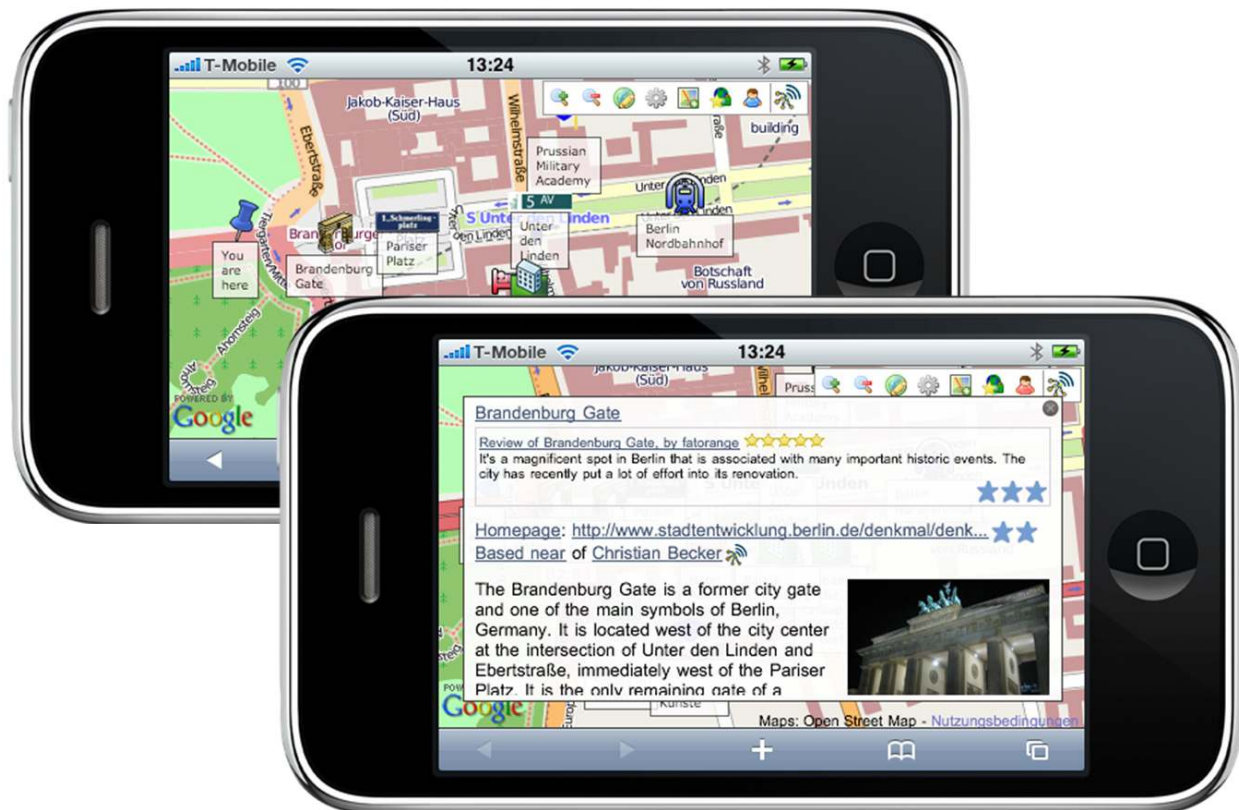 T-Mobile 13:24
100
Jakob-Kaiser-Haus
(Süd)
Ebertstraße
Wilhelmstraße
building
Prussian
Military
Academy
Unter den Linden
5 AV
S Unter den Linden
1.,Schmerling-
platz
Pariser
Platz
Unter
den
Linden
Berlin
Nordbahnhof
You
are
here
Brandenburg
Gate
Botschaft
von Russland
Ahornsteig
POWERED BY
Google
T-Mobile 13:24
(Süd)
Brandenburg Gate
Review of Brandenburg Gate, by fatorange
It's a magnificent spot in Berlin that is associated with many important historic events. The
city has recently put a lot of effort into its renovation.
Homepage: http://www.stadtentwicklung.berlin.de/denkmal/denk...
Based near of Christian Becker
The Brandenburg Gate is a former city gate
and one of the main symbols of Berlin,
Germany. It is located west of the city center
at the intersection of Unter den Linden and
Ebertstraße, immediately west of the Pariser
Platz. It is the only remaining gate of a
Google
Maps: Open Street Map - Nutzungsbedingungen